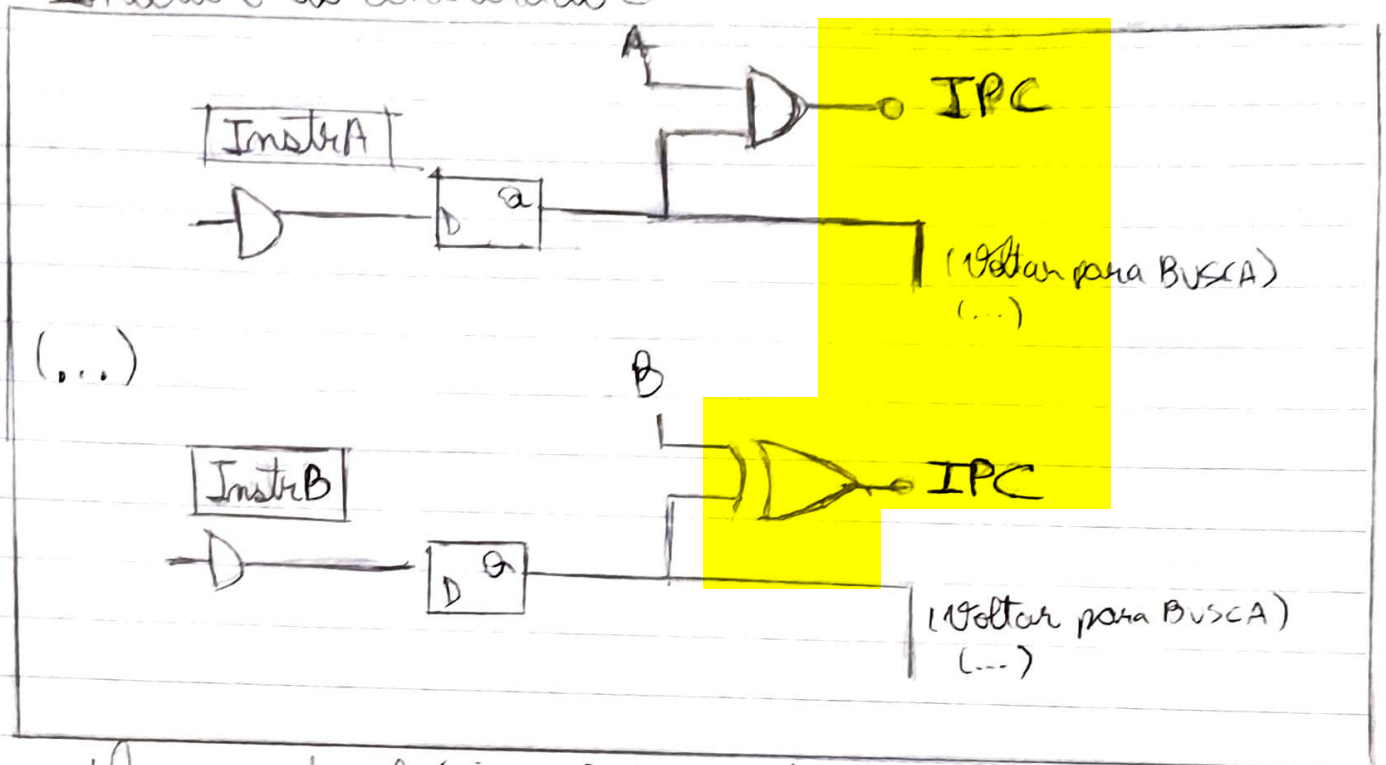 A
IPC
InstrA
Q
D
(Voltar para BUSCA)
(...)
(...)
B
InstrB
IPC
Q
D
(Voltar para BUSCA)
(...)